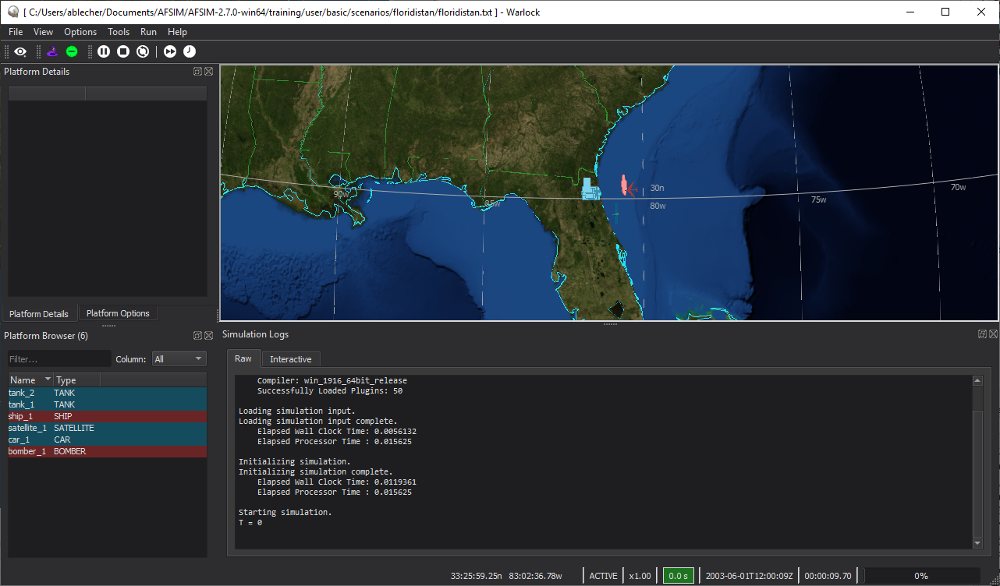 [ C:/Users/ablecher/Documents/AFSIM/AFSIM-2.7.0-win64/training/user/basic/scenarios/floridistan/floridistan.txt ] - Warlock
File View Options Tools Run Help
Platform Details
90w
85w
30n
80w
75w
70w
Platform Details Platform Options
Platform Browser (6)
Filter... Column: All
Name Type
tank_2 TANK
tank_1 TANK
ship_1 SHIP
satellite_1 SATELLITE
car_1 CAR
bomber_1 BOMBER
Simulation Logs
Raw Interactive
Compiler: win_1916_64bit_release
Successfully Loaded Plugins: 50
Loading simulation input.
Loading simulation input complete.
Elapsed Wall Clock Time: 0.0056132
Elapsed Processor Time : 0.015625
Initializing simulation.
Initializing simulation complete.
Elapsed Wall Clock Time: 0.0119361
Elapsed Processor Time : 0.015625
Starting simulation.
T = 0
33:25:59.25n 83:02:36.78w ACTIVE x1.00 0.0 s 2003-06-01T12:00:09Z 00:00:09.70 0%